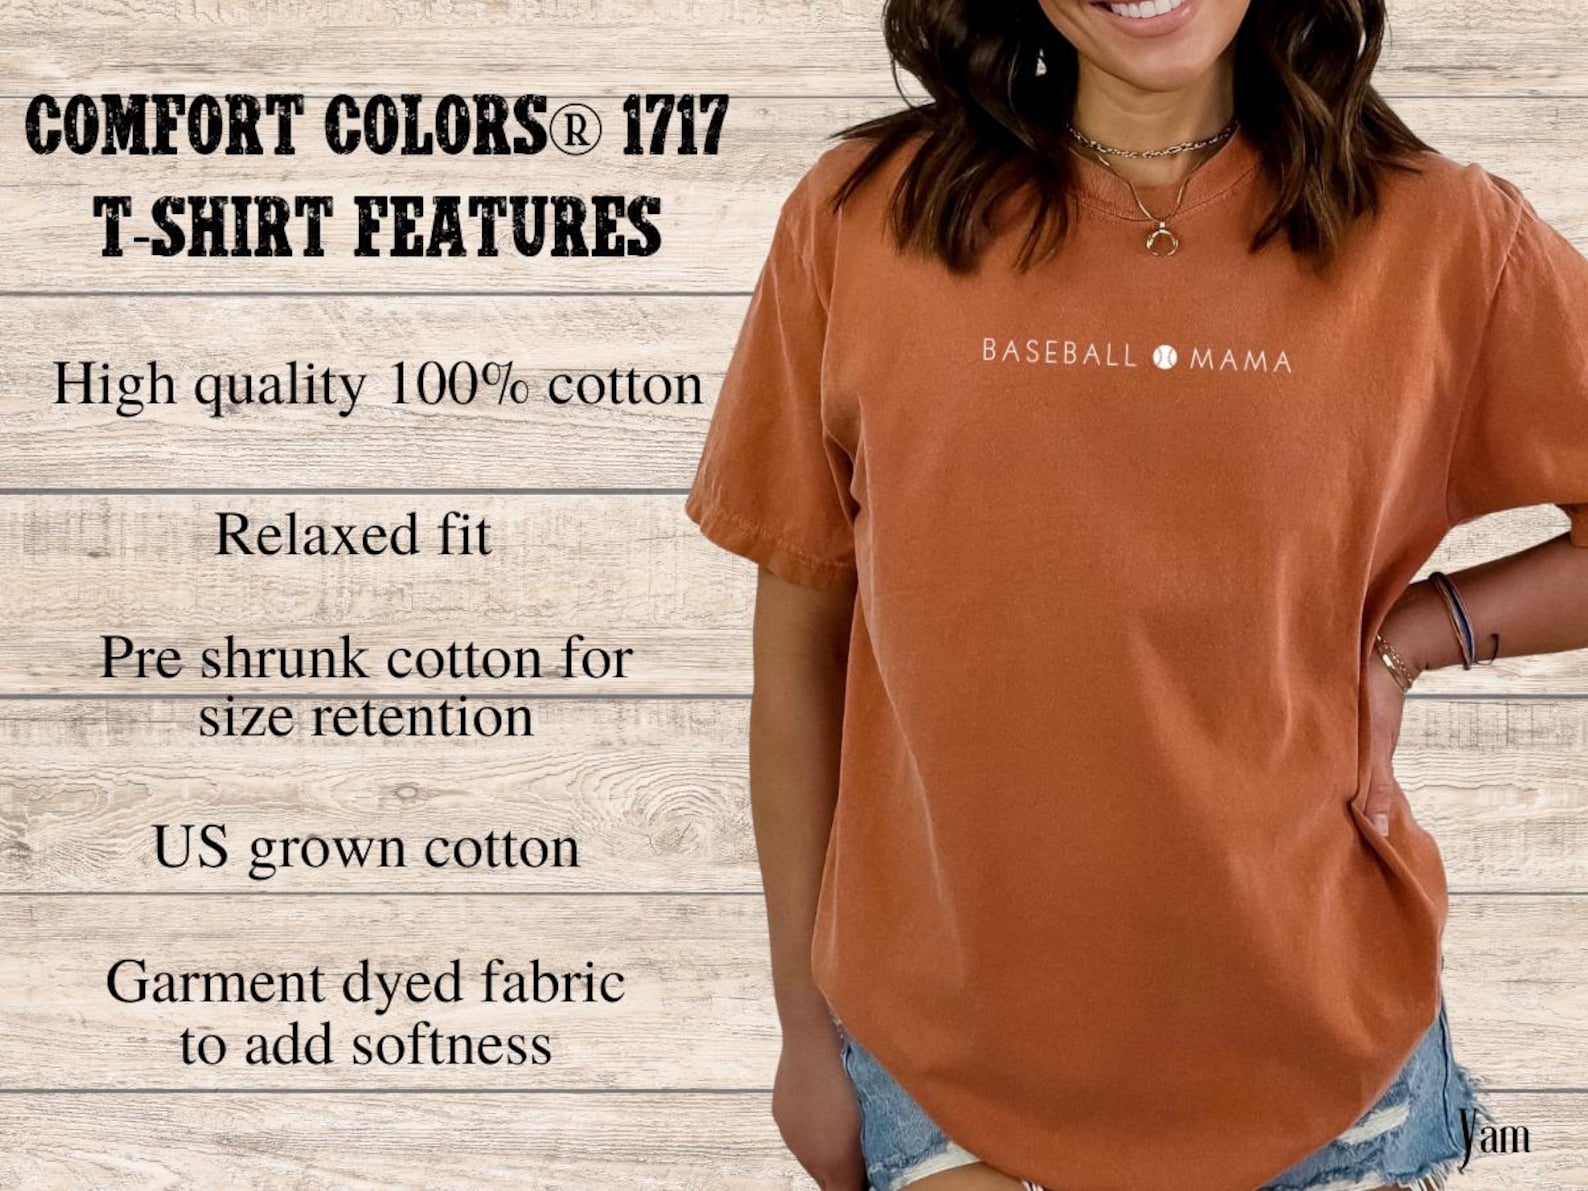 COMFORT COLORS® 1717
T-SHIRT FEATURES
High quality 100% cotton
Relaxed fit
Pre shrunk cotton for
size retention
US grown cotton
Garment dyed fabric
to add softness
BASEBALL MAMA
Yam